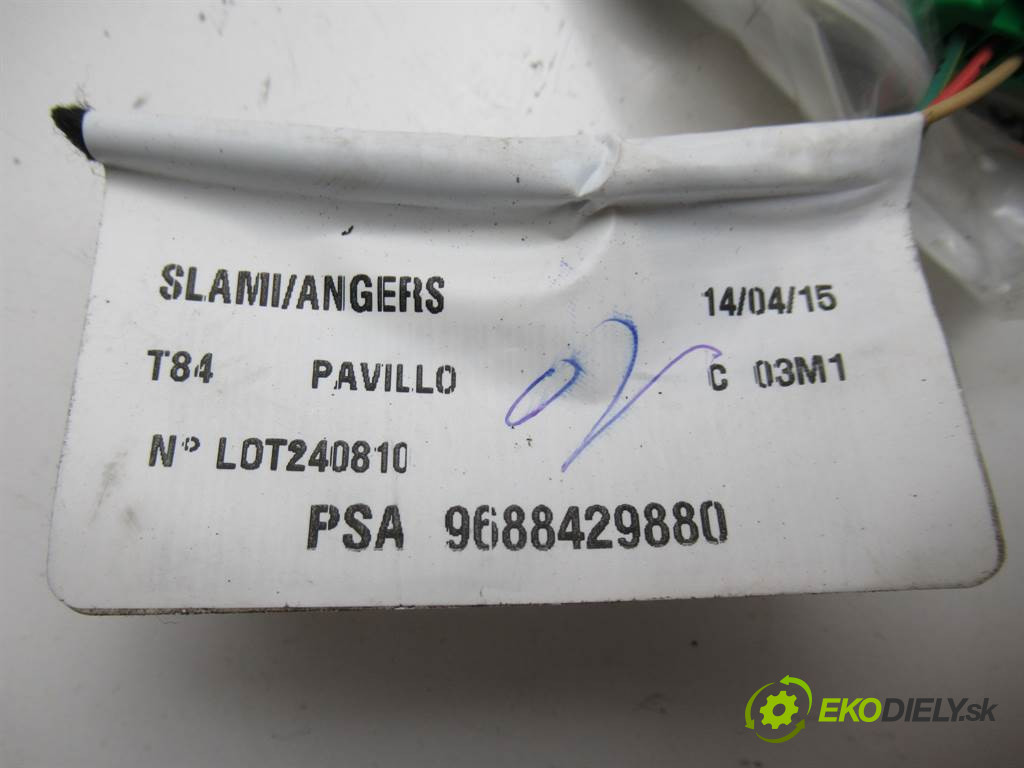 SLAMI/ANGERS 14/04/15
T84 PAVILLO C 03M1
N° LOT240810
PSA 9688429880
EKODIELY.sk